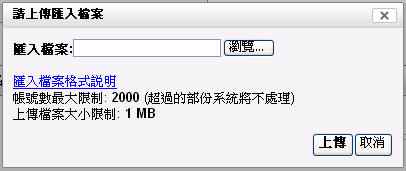 請上傳匯入檔案
匯入檔案: 瀏覽...
匯入檔案格式說明
帳號數最大限制: 2000 (超過的部份系統將不處理)
上傳檔案大小限制: 1 MB
上傳 取消